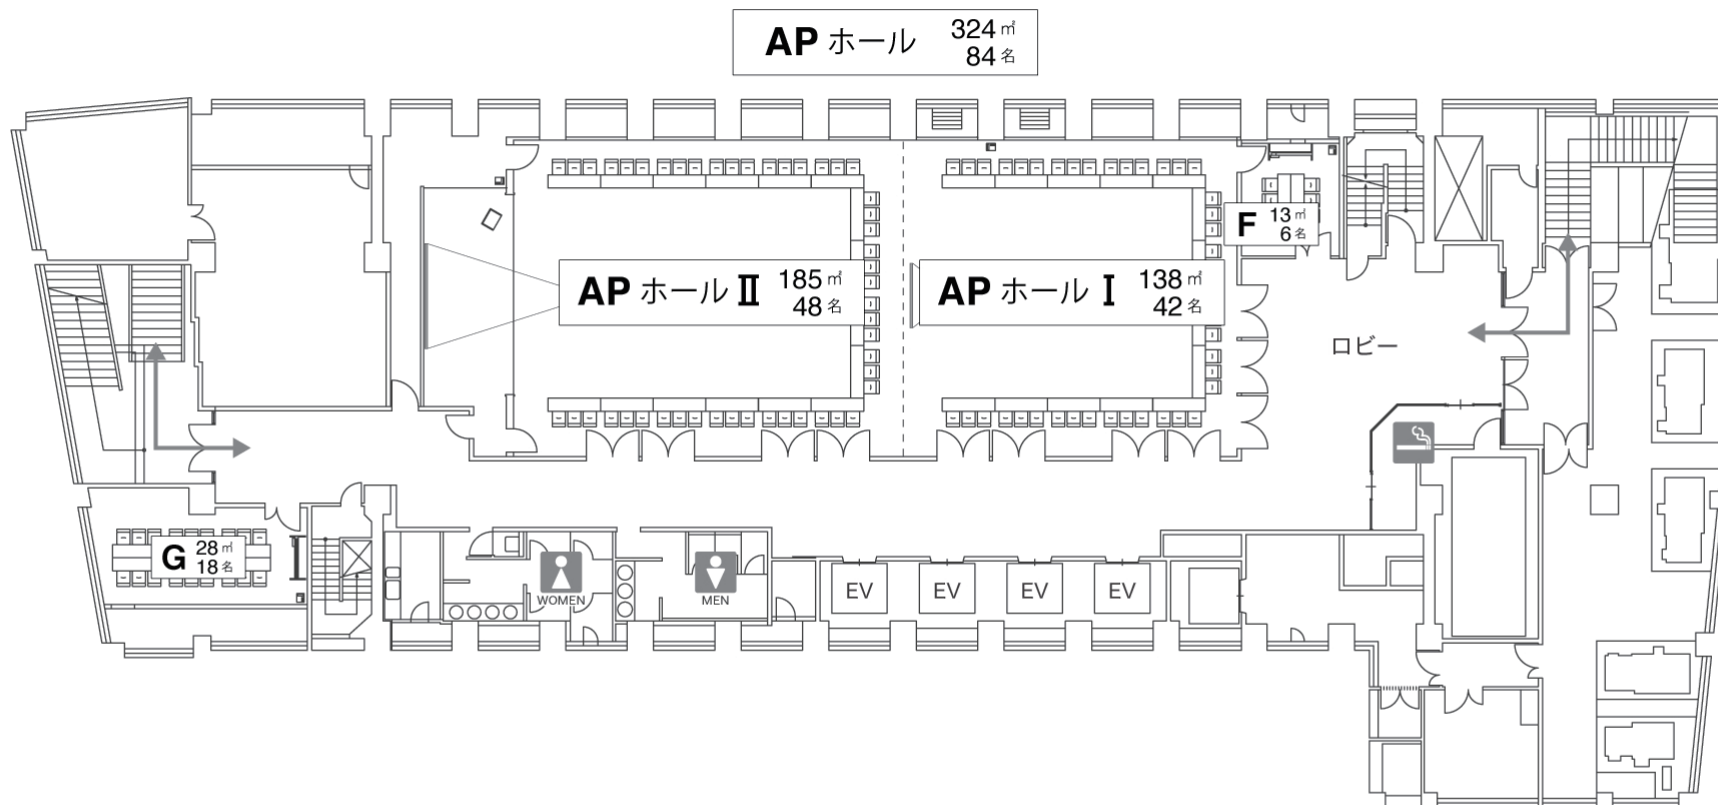 AP ホール 324㎡
84名
AP ホール Ⅱ 185㎡
48名
AP ホール Ⅰ 138㎡
42名
F 13㎡
6名
ロビー
G 28㎡
18名
WOMEN
MEN
EV
EV
EV
EV